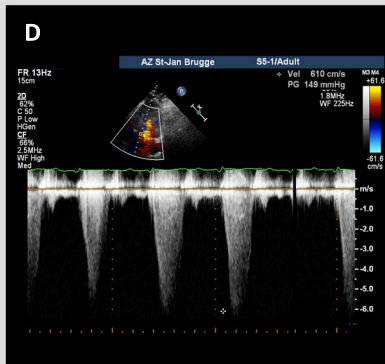 D
AZ St-Jan Brugge S5-1/Adult
FR 13Hz
15cm
Vel 610 cm/s
PG 149 mmHg
1.8MHz
WF 225Hz
M3 M4
+61.6
-61.6
cm/s
2D
62%
C 50
P Low
HGen
CF
66%
2.5MHz
WF High
Med
P
m/s
-1.0
-2.0
-3.0
-4.0
-5.0
-6.0